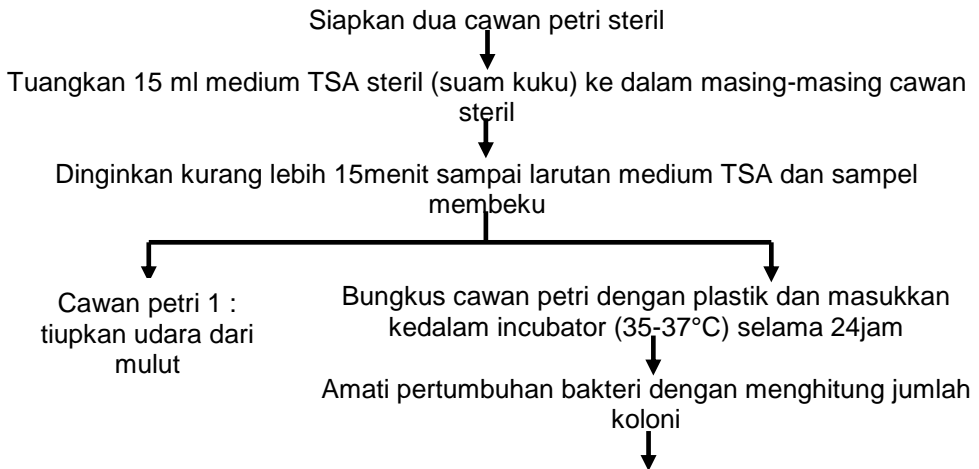 Siapkan dua cawan petri steril
Tuangkan 15 ml medium TSA steril (suam kuku) ke dalam masing-masing cawan
steril
Dinginkan kurang lebih 15menit sampai larutan medium TSA dan sampel
membeku
Cawan petri 1 :
tiupkan udara dari
mulut
Bungkus cawan petri dengan plastik dan masukkan
kedalam incubator (35-37°C) selama 24jam
Amati pertumbuhan bakteri dengan menghitung jumlah
koloni